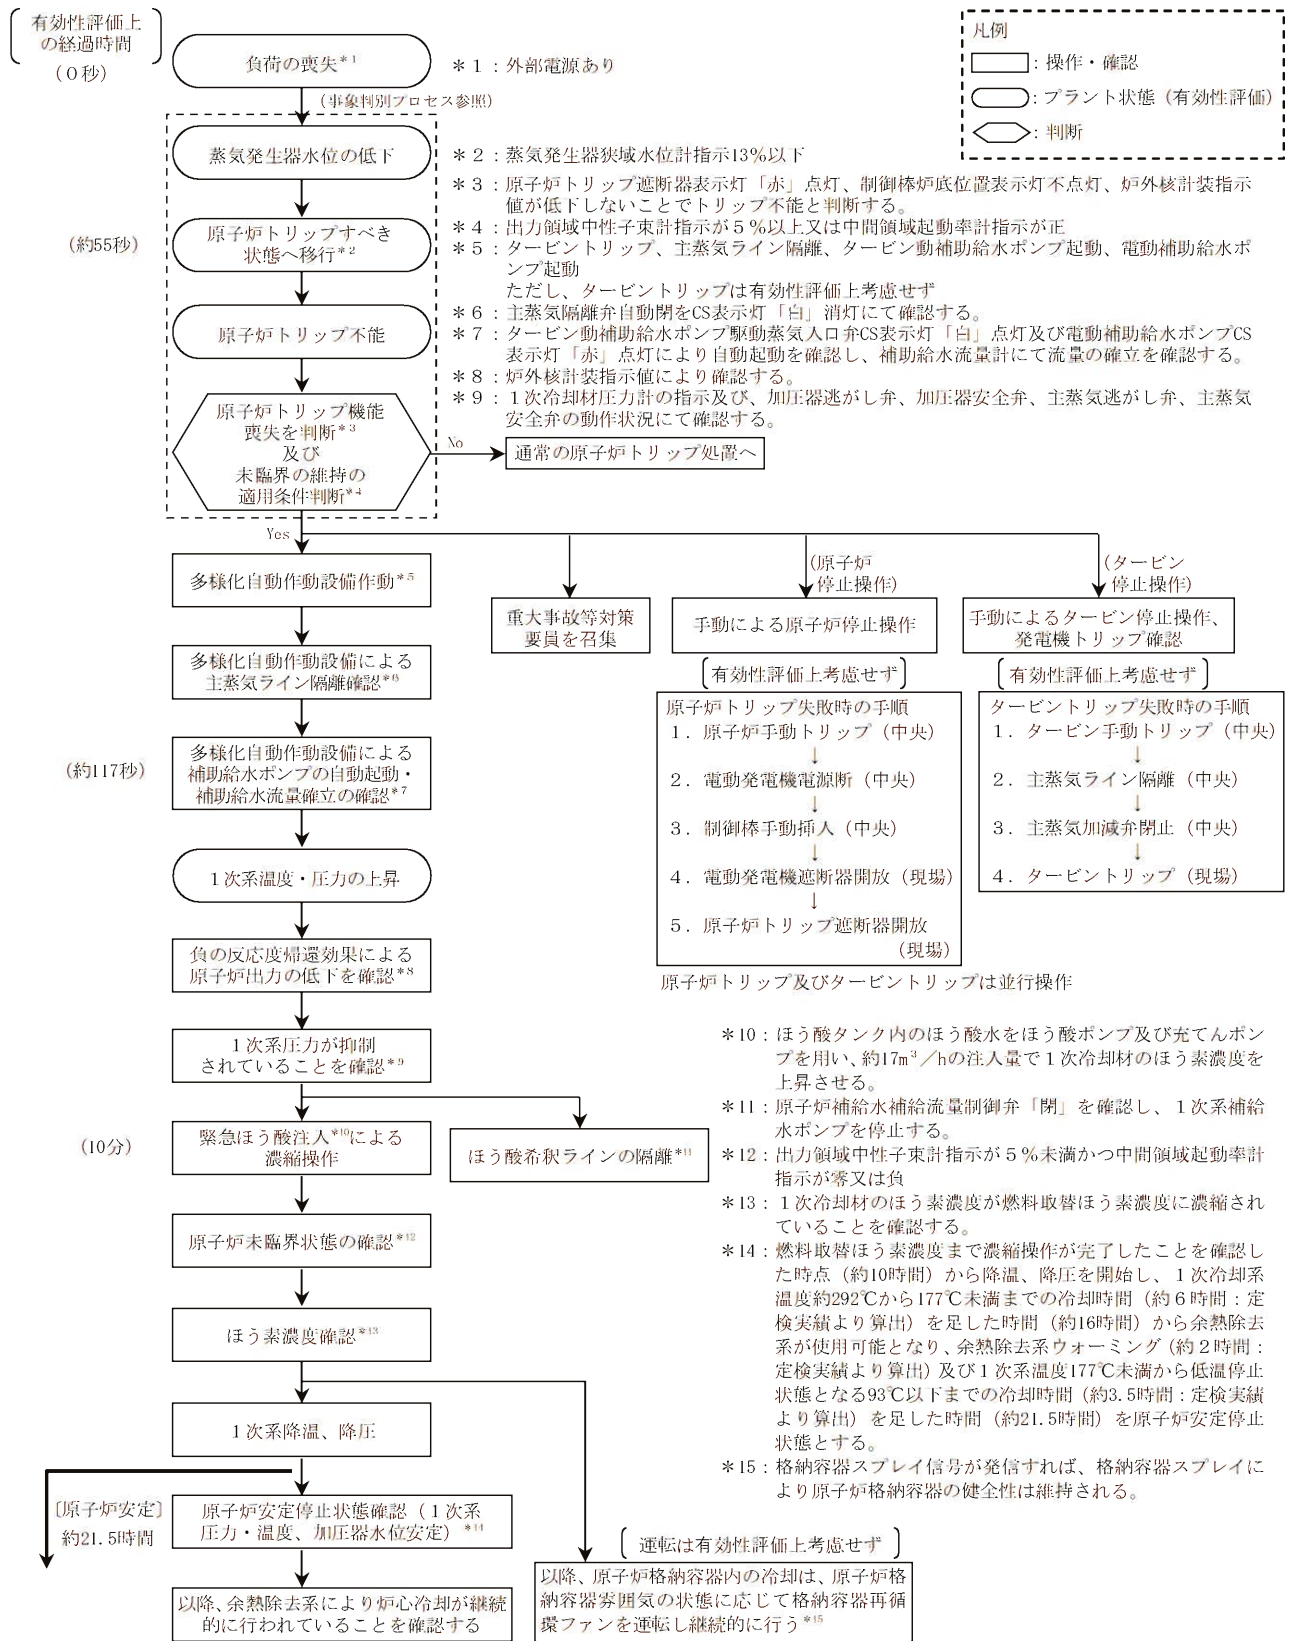 有効性評価上
の経過時間
(0秒)
負荷の喪失*1
*1：外部電源あり
(事象判別プロセス参照)
凡例
：操作・確認
：プラント状態（有効性評価）
：判断
蒸気発生器水位の低下
(約55秒)
原子炉トリップすべき
状態へ移行*2
原子炉トリップ不能
原子炉トリップ機能
喪失を判断*3
及び
未臨界の維持の
適用条件判断*4
No
通常の原子炉トリップ処置へ
Yes
*2：蒸気発生器狭域水位計指示13%以下
*3：原子炉トリップ遮断器表示灯「赤」点灯、制御棒炉底位置表示灯不点灯、炉外核計装指示
値が低下しないことでトリップ不能と判断する。
*4：出力領域中性子束計指示が5%以上又は中間領域起動率計指示が正
*5：タービントリップ、主蒸気ライン隔離、タービン動補助給水ポンプ起動、電動補助給水ポ
ンプ起動
ただし、タービントリップは有効性評価上考慮せず
*6：主蒸気隔離弁自動閉をCS表示灯「白」消灯にて確認する。
*7：タービン動補助給水ポンプ駆動蒸気入口弁CS表示灯「白」点灯及び電動補助給水ポンプCS
表示灯「赤」点灯により自動起動を確認し、補助給水流量計にて流量の確立を確認する。
*8：炉外核計装指示値により確認する。
*9：1次冷却材圧力計の指示及び、加圧器逃がし弁、加圧器安全弁、主蒸気逃がし弁、主蒸気
安全弁の動作状況にて確認する。
多様化自動作動設備作動*5
重大事故等対策
要員を召集
(原子炉
停止操作)
手動による原子炉停止操作
(タービン
停止操作)
手動によるタービン停止操作、
発電機トリップ確認
多様化自動作動設備による
主蒸気ライン隔離確認*6
(約117秒)
多様化自動作動設備による
補助給水ポンプの自動起動・
補助給水流量確立の確認*7
1次系温度・圧力の上昇
負の反応度帰還効果による
原子炉出力の低下を確認*8
1次系圧力が抑制
されていることを確認*9
有効性評価上考慮せず
原子炉トリップ失敗時の手順
1．原子炉手動トリップ（中央）
↓
2．電動発電機電源断（中央）
↓
3．制御棒手動挿入（中央）
↓
4．電動発電機遮断器開放（現場）
↓
5．原子炉トリップ遮断器開放
（現場）
有効性評価上考慮せず
タービントリップ失敗時の手順
1．タービン手動トリップ（中央）
↓
2．主蒸気ライン隔離（中央）
↓
3．主蒸気加減弁閉止（中央）
↓
4．タービントリップ（現場）
原子炉トリップ及びタービントリップは並行操作
(10分)
緊急ほう酸注入*10による
濃縮操作
ほう酸希釈ラインの隔離*11
原子炉未臨界状態の確認*12
ほう素濃度確認*13
1次系降温、降圧
〔原子炉安定〕
約21.5時間
原子炉安定停止状態確認（1次系
圧力・温度、加圧器水位安定）*14
以降、余熱除去系により炉心冷却が継続
的に行われていることを確認する
運転は有効性評価上考慮せず
以降、原子炉格納容器内の冷却は、原子炉格
納容器雰囲気の状態に応じて格納容器再循
環ファンを運転し継続的に行う*15
*10：ほう酸タンク内のほう酸水をほう酸ポンプ及び充てんポン
プを用い、約17m³／hの注入量で1次冷却材のほう素濃度を
上昇させる。
*11：原子炉補給水補給流量制御弁「閉」を確認し、1次系補給
水ポンプを停止する。
*12：出力領域中性子束計指示が5%未満かつ中間領域起動率計
指示が零又は負
*13：1次冷却材のほう素濃度が燃料取替ほう素濃度に濃縮され
ていることを確認する。
*14：燃料取替ほう素濃度まで濃縮操作が完了したことを確認し
た時点（約10時間）から降温、降圧を開始し、1次冷却系
温度約292℃から177℃未満までの冷却時間（約6時間：定
検実績より算出）を足した時間（約16時間）から余熱除去
系が使用可能となり、余熱除去系ウォーミング（約2時間：
定検実績より算出）及び1次系温度177℃未満から低温停止
状態となる93℃以下までの冷却時間（約3.5時間：定検実績
より算出）を足した時間（約21.5時間）を原子炉安定停止
状態とする。
*15：格納容器スプレイ信号が発信すれば、格納容器スプレイに
より原子炉格納容器の健全性は維持される。